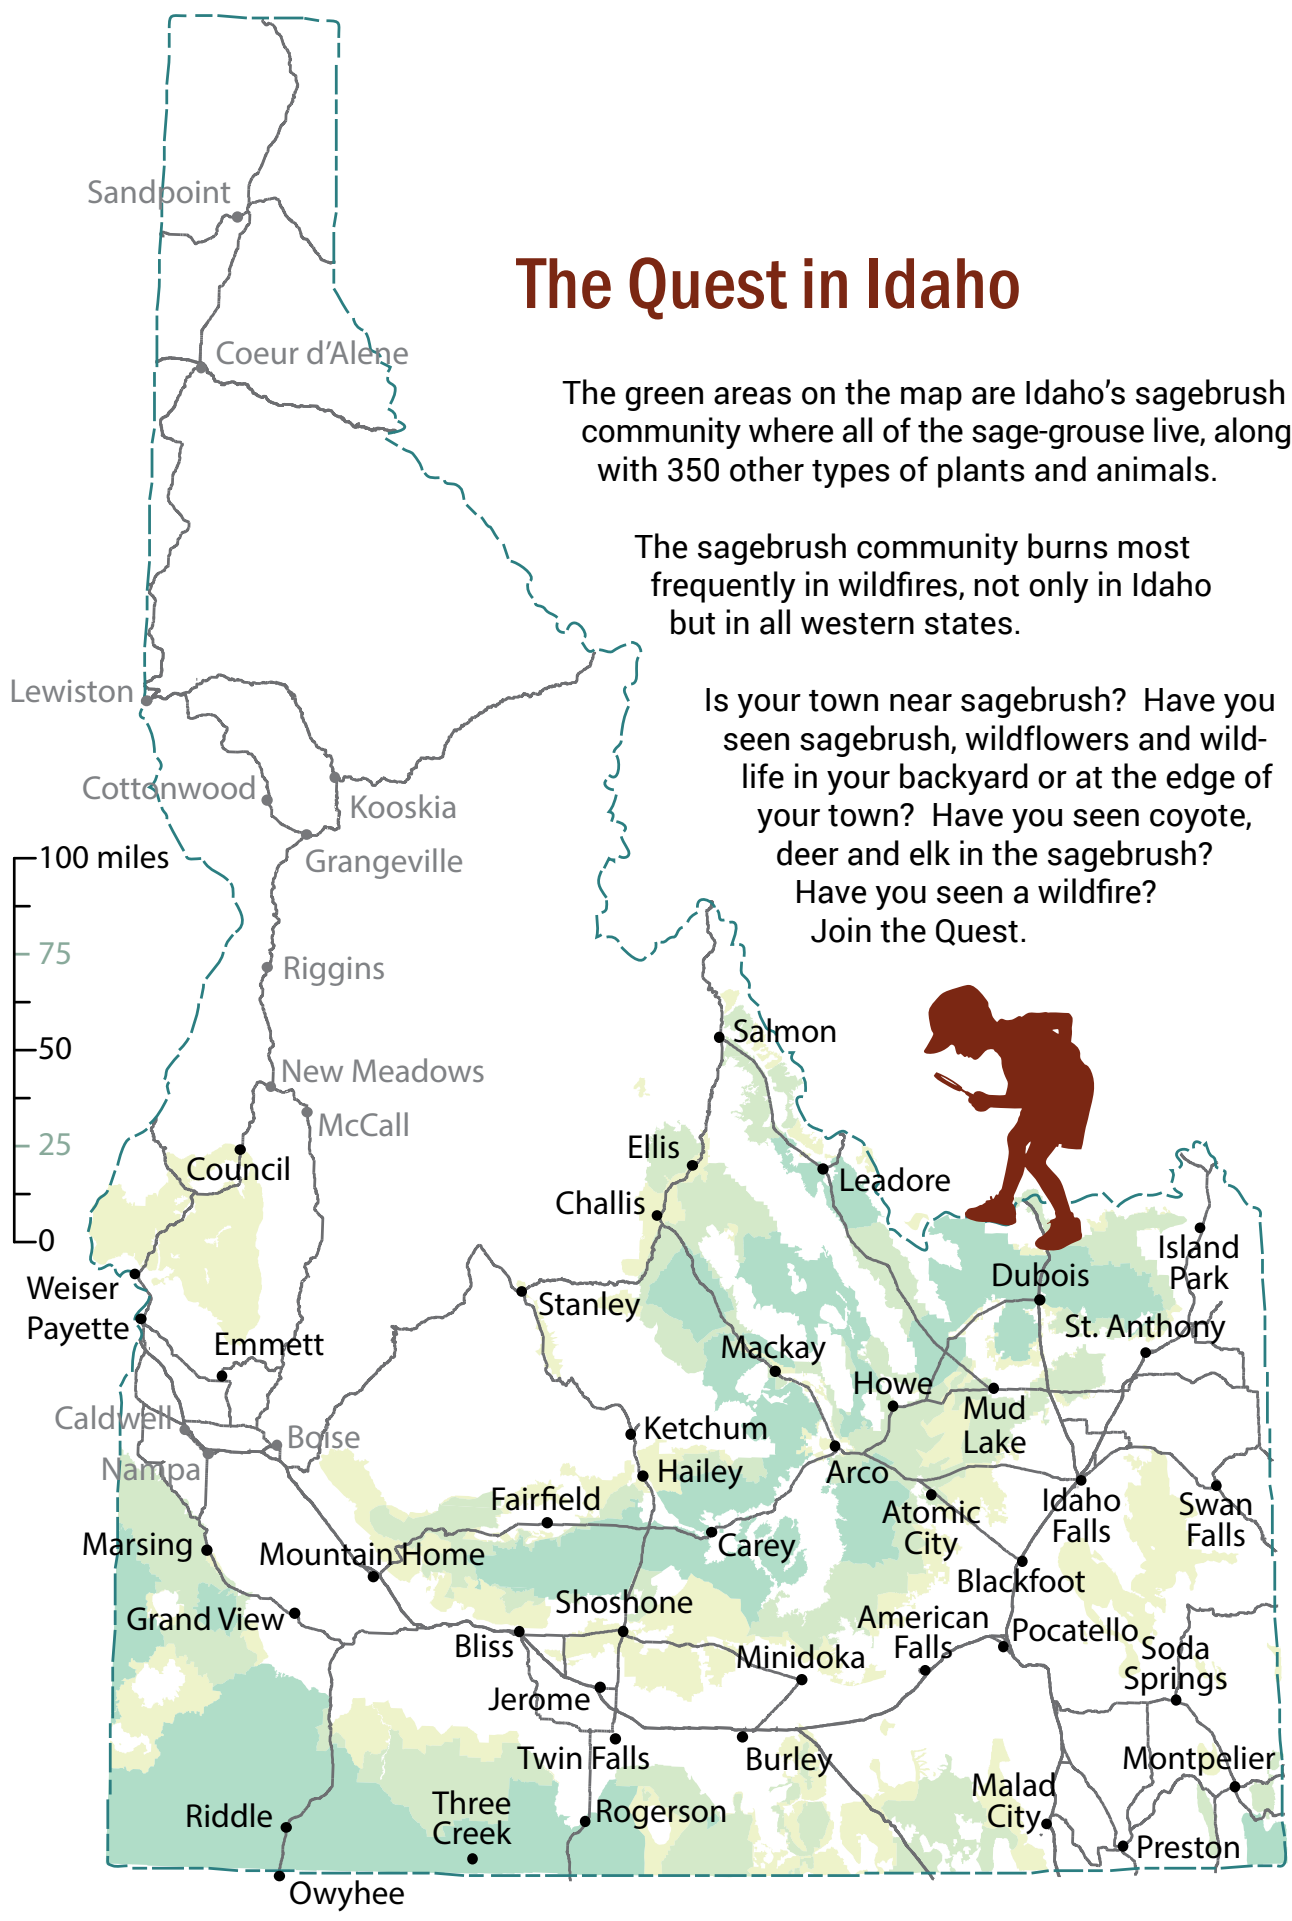 Sandpoint
The Quest in Idaho
Coeur d’Alene
The green areas on the map are Idaho’s sagebrush
community where all of the sage-grouse live, along
with 350 other types of plants and animals.
The sagebrush community burns most
frequently in wildfires, not only in Idaho
but in all western states.
Lewiston
Is your town near sagebrush?  Have you
seen sagebrush, wildflowers and wild-
life in your backyard or at the edge of
your town?  Have you seen coyote,
deer and elk in the sagebrush?
Have you seen a wildfire?
Join the Quest.
Cottonwood
Kooskia
Grangeville
100 miles
75
50
25
0
Riggins
New Meadows
McCall
Salmon
Ellis
Council
Leadore
Challis
Island
Park
Weiser
Dubois
Stanley
Payette
St. Anthony
Emmett
Mackay
Howe
Mud
Lake
Caldwell
Boise
Ketchum
Nampa
Hailey
Arco
Fairfield
Atomic
City
Idaho
Falls
Swan
Falls
Marsing
Mountain Home
Carey
Blackfoot
Grand View
Shoshone
American
Falls
Pocatello
Bliss
Minidoka
Soda
Springs
Jerome
Twin Falls
Burley
Montpelier
Malad
City
Riddle
Three
Creek
Rogerson
Preston
Owyhee